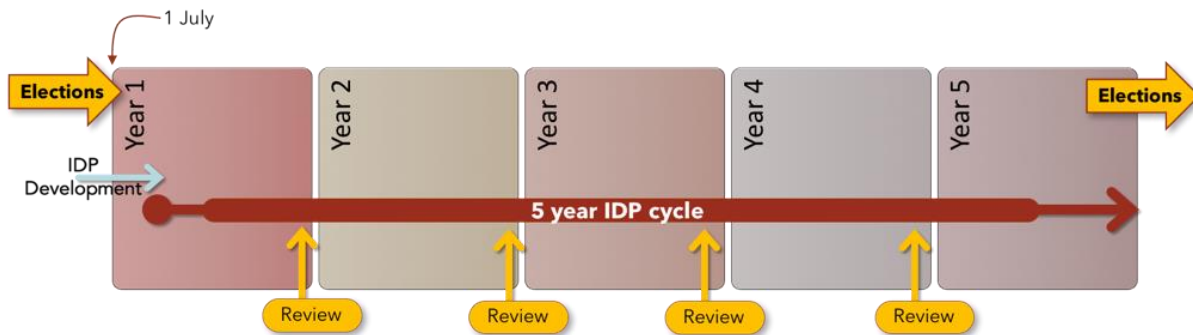 1 July
Elections
Year 1
Year 2
Year 3
Year 4
Year 5
Elections
IDP
Development
5 year IDP cycle
Review
Review
Review
Review